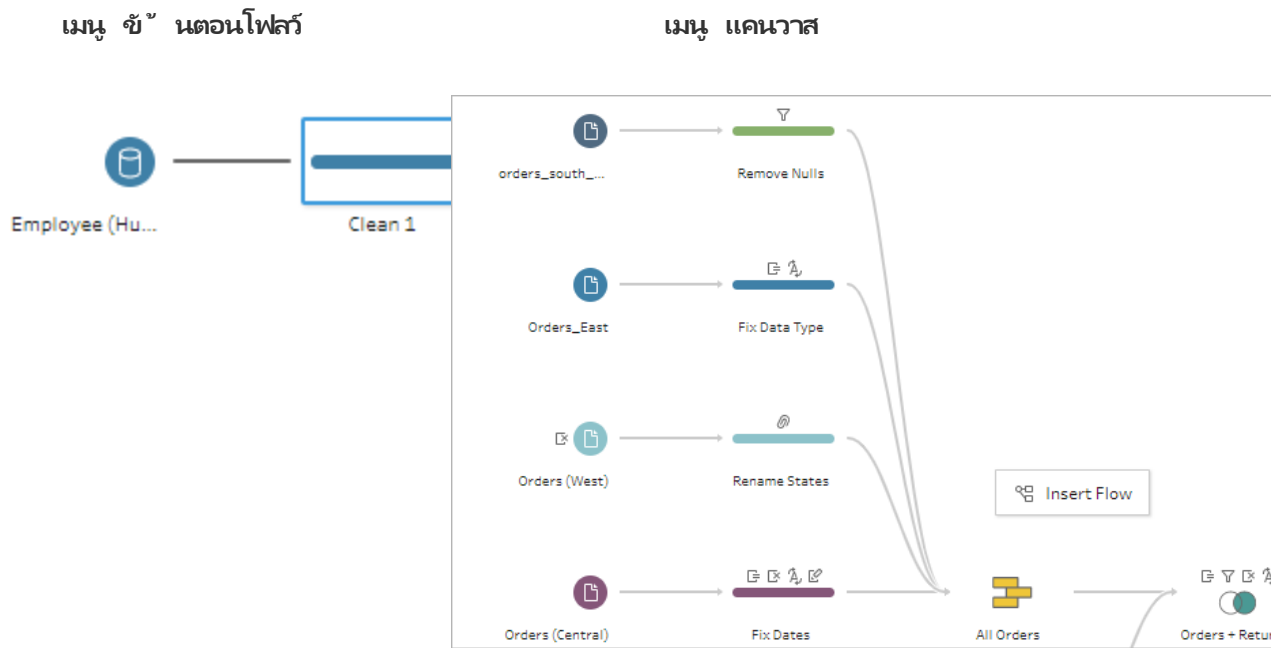 เมนู ขั้นตอนโฟลว์
เมนู แคนวาส
Employee (Hu...
Clean 1
orders_south_...
Remove Nulls
Orders_East
Fix Data Type
Orders (West)
Rename States
Insert Flow
Orders (Central)
Fix Dates
All Orders
Orders + Retur